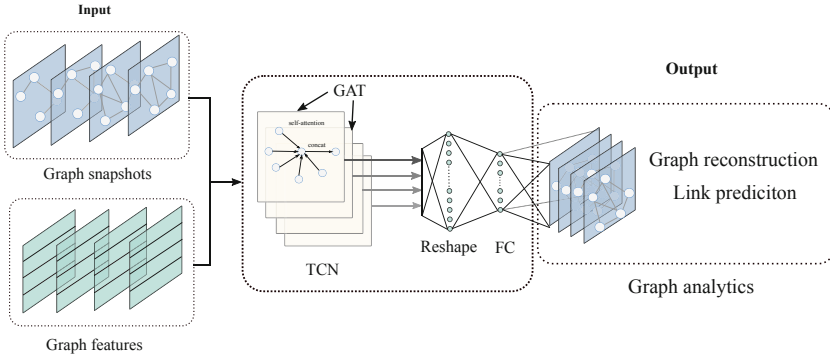 Input
Graph snapshots
Graph features
GAT
self-attention
concat
TCN
Reshape
FC
Output
Graph reconstruction
Link prediciton
Graph analytics